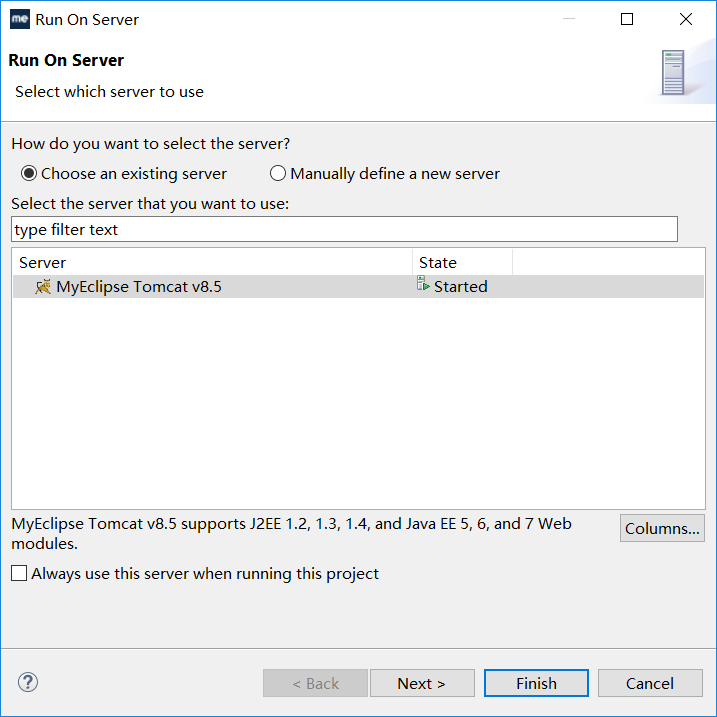 me Run On Server
Run On Server
Select which server to use
How do you want to select the server?
Choose an existing server Manually define a new server
Select the server that you want to use:
type filter text
Server State
MyEclipse Tomcat v8.5 Started
MyEclipse Tomcat v8.5 supports J2EE 1.2, 1.3, 1.4, and Java EE 5, 6, and 7 Web
modules.
Columns...
Always use this server when running this project
? < Back Next > Finish Cancel